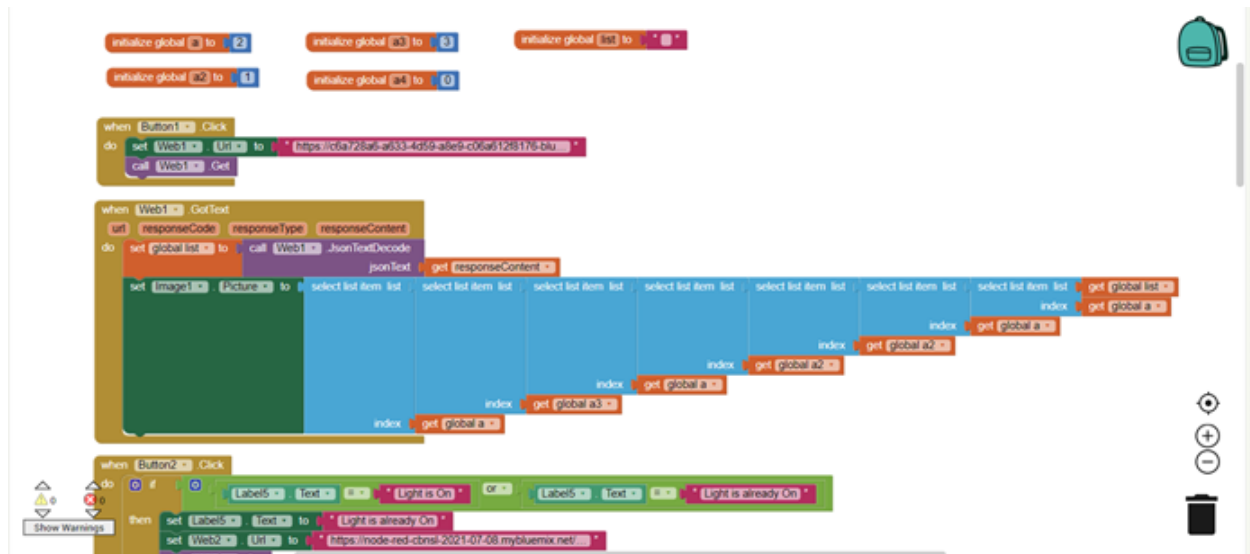 initialize global a to 2
initialize global a3 to 3
initialize global list to " "
initialize global a2 to 1
initialize global a4 to 0
when Button1 .Click
do set Web1 . Url to " https://c6a728a6-a633-4d59-a8e9-c06a612f8176-blu... "
call Web1 .Get
when Web1 .GotText
url responseCode responseType responseContent
do set global list to call Web1 .JsonTextDecode
jsonText get responseContent
set Image1 . Picture to select list item list select list item list select list item list select list item list select list item list select list item list select list item list get global list
index get global a
index get global a
index get global a2
index get global a2
index get global a
index get global a3
index get global a
when Button2 .Click
do if Label5 . Text = " Light is On " or Label5 . Text = " Light is already On "
0 0
Show Warnings
then set Label5 . Text to " Light is already On "
set Web2 . Url to " https://node-red-cbnsl-2021-07-08.mybluemix.net/... "